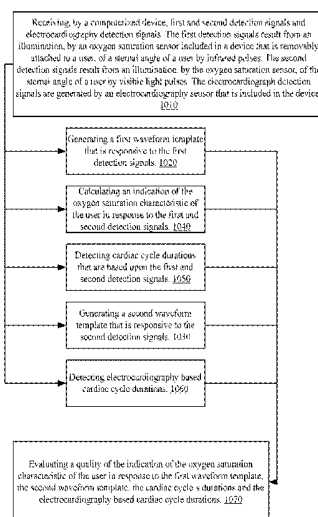 Receiving, by a computerized device, first and second detection signals and
electrocardiography detection signals. The first detection signals result from an
illumination, by an oxygen saturation sensor included in a device that is removably
attached to a user, of a sternal angle of a user by infrared pulses. The second
detection signals result from an illumination, by the oxygen saturation sensor, of the
sternal angle of a user by visible light pulses. The electrocardiograph detection
signals are generated by an electrocardiography sensor that is included in the device.
1010
Generating a first waveform template
that is responsive to the first
detection signals. 1020
Calculating an indication of the
oxygen saturation characteristic of
the user in response to the first and
second detection signals. 1040
Detecting cardiac cycle durations
that are based upon the first and
second detection signals. 1050
Generating a second waveform
template that is responsive to the
second detection signals. 1030
Detecting electrocardiography based
cardiac cycle durations. 1060
Evaluating a quality of the indication of the oxygen saturation
characteristic of the user in response to the first waveform template,
the second waveform template, the cardiac cycle s durations and the
electrocardiography based cardiac cycle durations. 1070